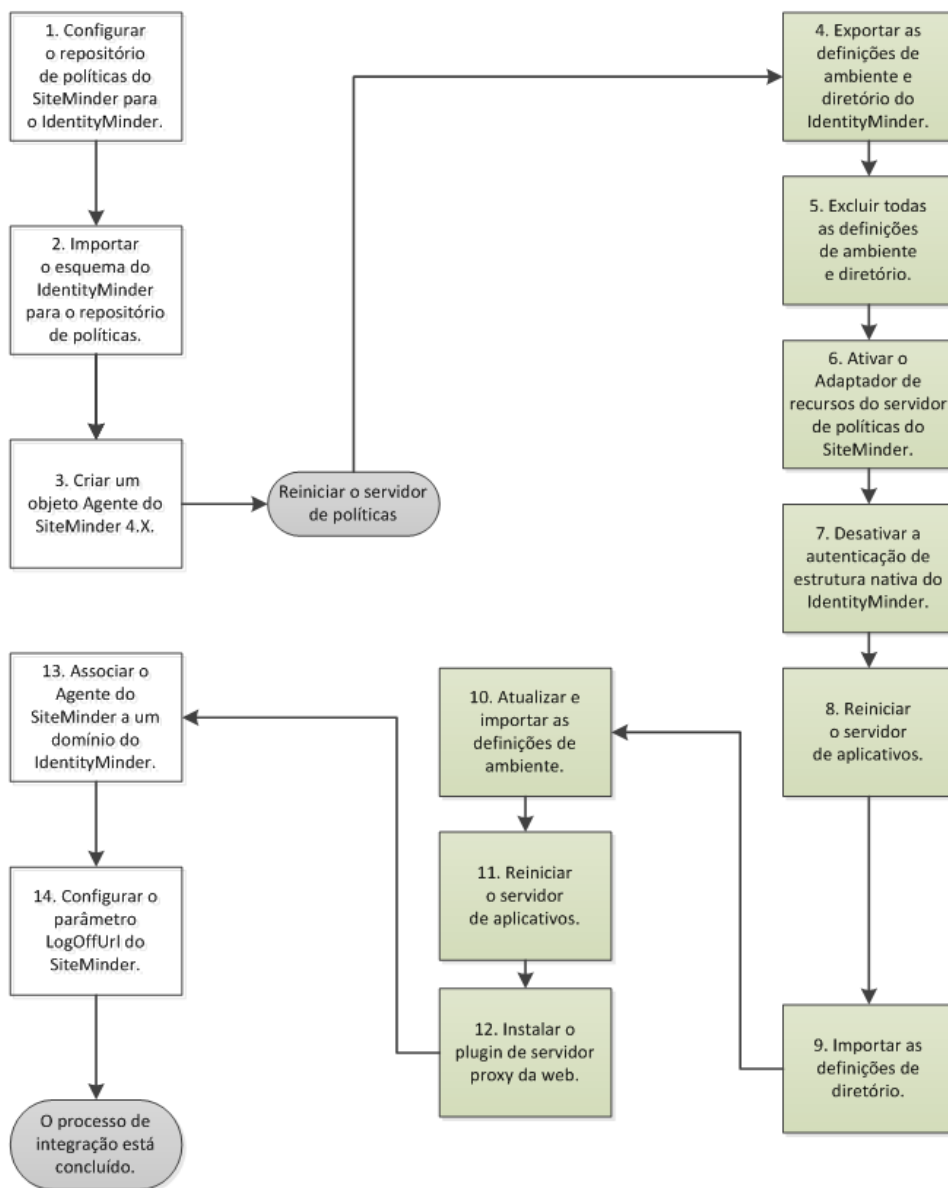 1. Configurar
o repositório
de políticas do
SiteMinder para
o IdentityMinder.
2. Importar
o esquema do
IdentityMinder
para o repositório
de políticas.
3. Criar um
objeto Agente do
SiteMinder 4.X.
Reiniciar o servidor
de políticas
4. Exportar as
definições de
ambiente e
diretório do
IdentityMinder.
5. Excluir todas
as definições
de ambiente
e diretório.
6. Ativar o
Adaptador de
recursos do servidor
de políticas do
SiteMinder.
7. Desativar a
autenticação de
estrutura nativa do
IdentityMinder.
8. Reiniciar
o servidor
de aplicativos.
9. Importar as
definições de
diretório.
10. Atualizar e
importar as
definições de
ambiente.
11. Reiniciar
o servidor
de aplicativos.
12. Instalar o
plugin de servidor
proxy da web.
13. Associar o
Agente do
SiteMinder a um
domínio do
IdentityMinder.
14. Configurar o
parâmetro
LogOffUrl do
SiteMinder.
O processo de
integração está
concluído.